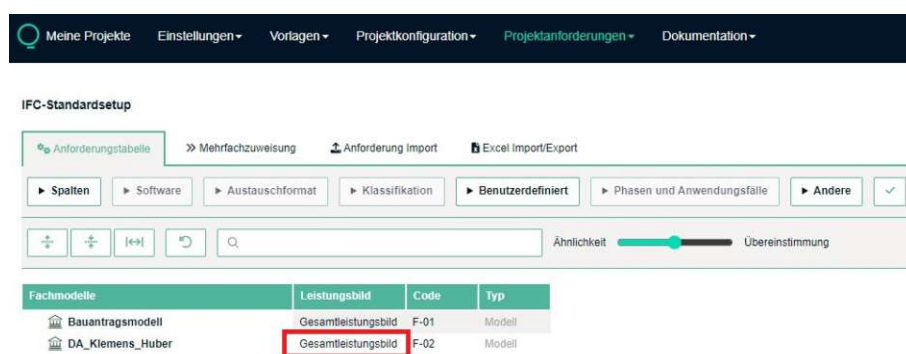 Meine Projekte Einstellungen Vorlagen Projektkonfiguration Projektanforderungen Dokumentation
IFC-Standardsetup
Anforderungstabelle Mehrfachzuweisung Anforderung Import Excel Import/Export
Spalten Software Austauschformat Klassifikation Benutzerdefiniert Phasen und Anwendungsfälle Andere
Ähnlichkeit Übereinstimmung
Fachmodelle Leistungsbild Code Typ
Bauantragsmodell Gesamtleistungsbild F-01 Modell
DA_Klemens_Huber Gesamtleistungsbild F-02 Modell